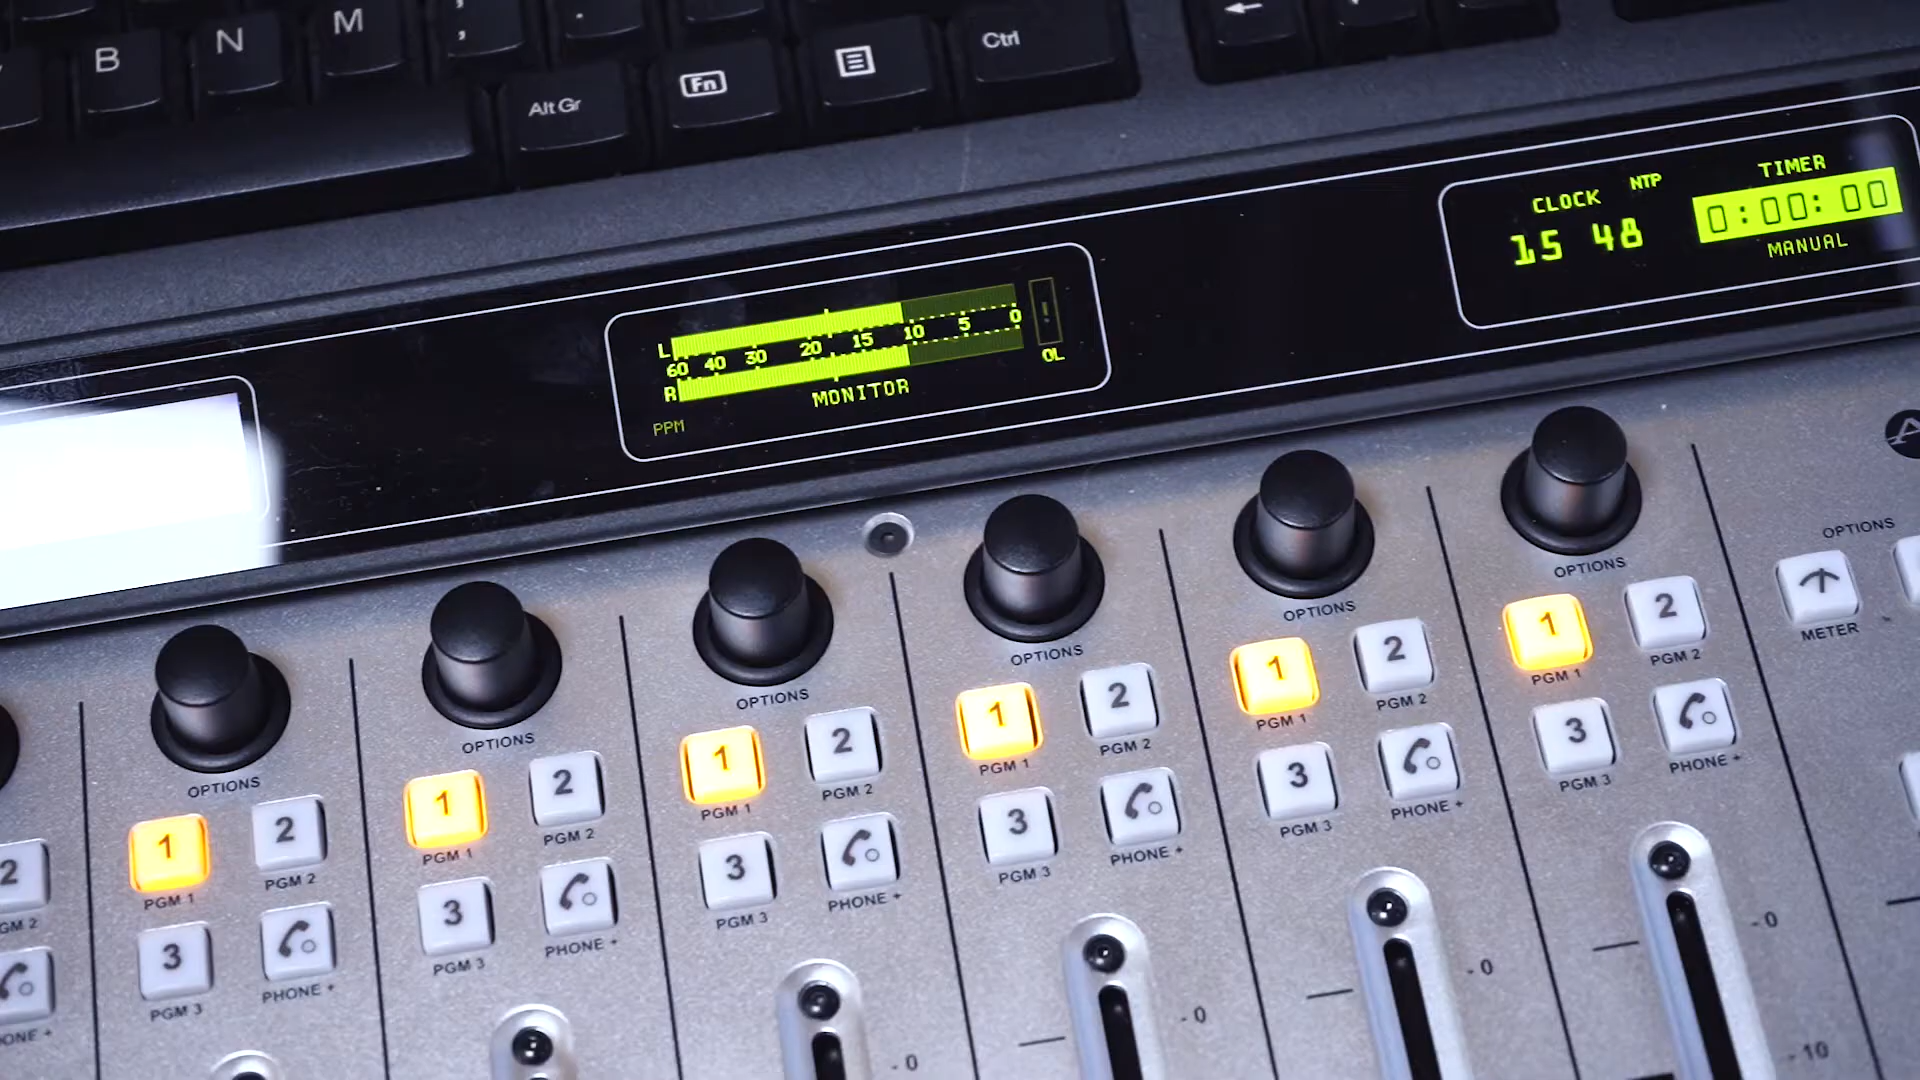 B
N
M
;
,
.
Alt Gr
Fn
Ctrl
CLOCK NTP
15 48
TIMER
0:00:00
MANUAL
L
60 40 30 20 15 10 5 0
R
MONITOR
OL
PPM
OPTIONS
OPTIONS
OPTIONS
OPTIONS
OPTIONS
OPTIONS
OPTIONS
METER
2
1 2
PGM 1 PGM 2
3
PGM 3 PHONE +
1 2
PGM 1 PGM 2
3
PGM 3 PHONE +
1 2
PGM 1 PGM 2
3
PGM 3 PHONE +
1 2
PGM 1 PGM 2
3
PGM 3 PHONE +
1 2
PGM 1 PGM 2
3
PGM 3 PHONE +
1 2
PGM 1 PGM 2
3
PGM 3 PHONE +
- 0
- 0
- 0
- 0
- 10